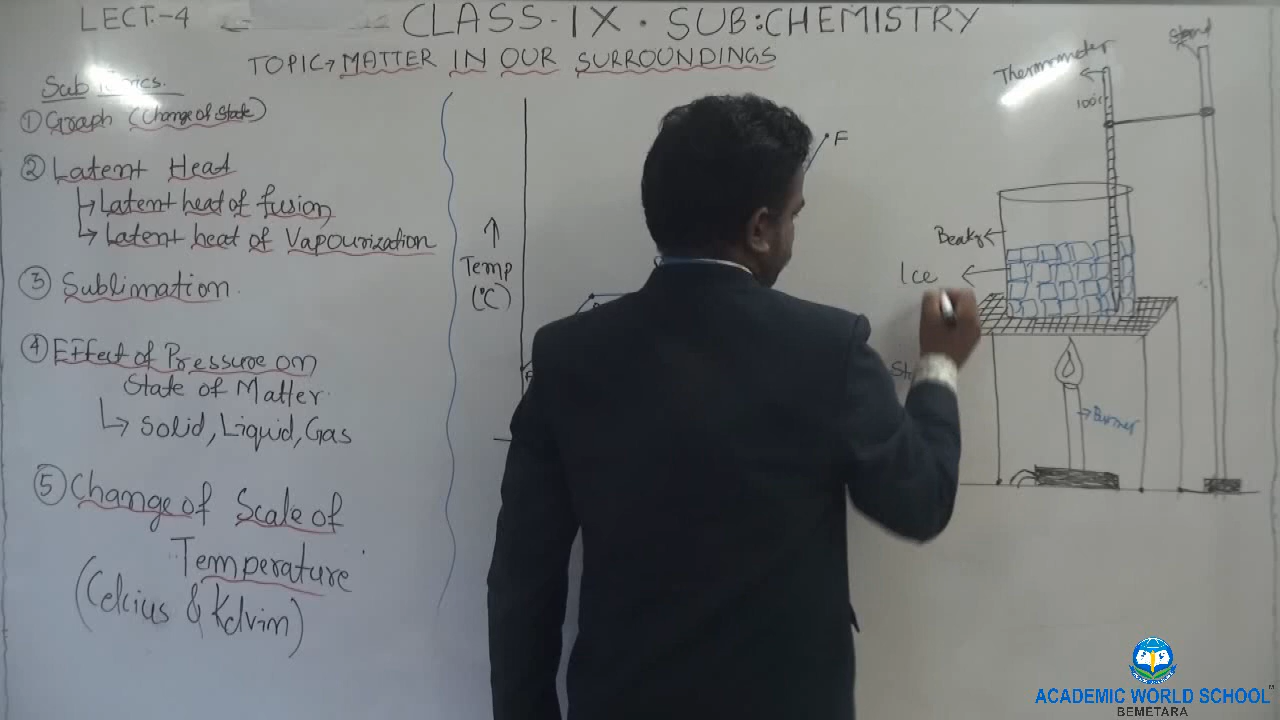 LECT:-4
CLASS-IX · SUB:CHEMISTRY
TOPIC→ MATTER IN OUR SURROUNDINGS
Sub
① Graph (Change of State)
② Latent Heat
↳ Latent heat of fusion
↳ Latent heat of Vapourization
③ Sublimation.
④ Effect of Pressure on
State of Matter.
↳ Solid, Liquid, Gas
⑤ Change of Scale of
Temperature
(Celcius & Kelvin)
↑
Temp
(°C)
F
Thermometer
100°C
Stand
Ice
Burner
ACADEMIC WORLD SCHOOL
BEMETARA